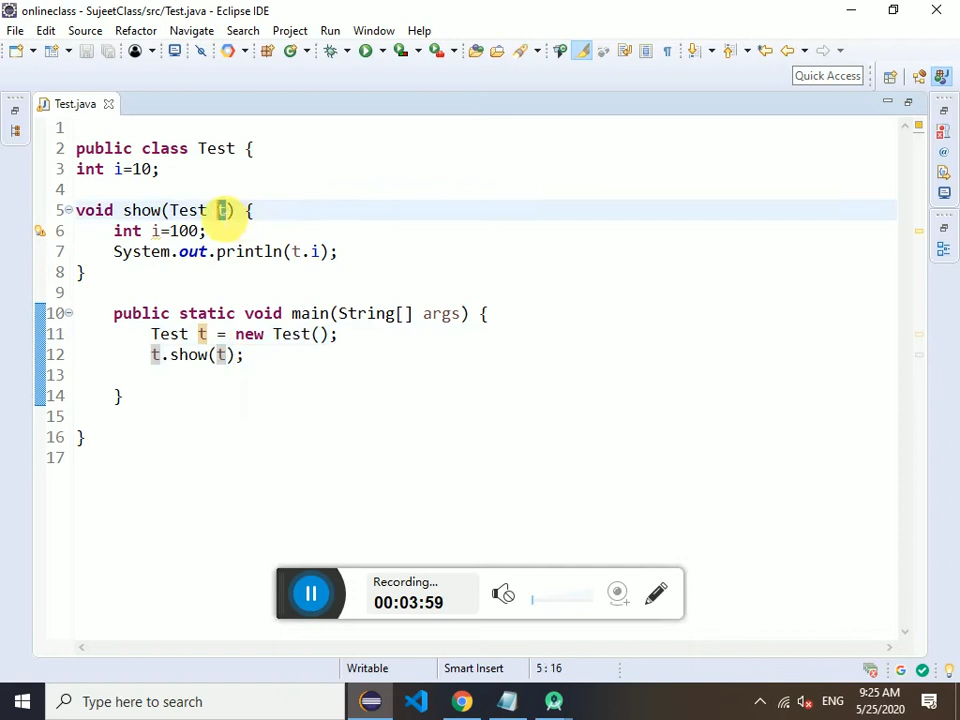 onlineclass - SujeetClass/src/Test.java - Eclipse IDE
File Edit Source Refactor Navigate Search Project Run Window Help
Quick Access
Test.java
1
2 public class Test {
3 int i=10;
4
5 void show(Test t) {
6 int i=100;
7 System.out.println(t.i);
8 }
9
10 public static void main(String[] args) {
11 Test t = new Test();
12 t.show(t);
13
14 }
15
16 }
17
Recording...
00:03:59
Writable Smart Insert 5 : 16
Type here to search
ENG
9:25 AM
5/25/2020